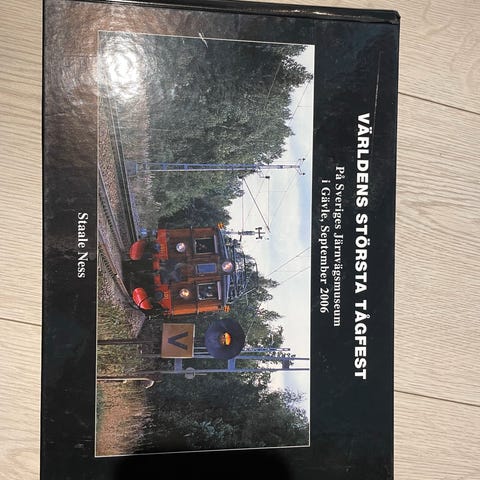 VÄRLDENS STÖRSTA TÅGFEST
På Sveriges Järnvägsmuseum
i Gävle, September 2006
V
Staale Ness